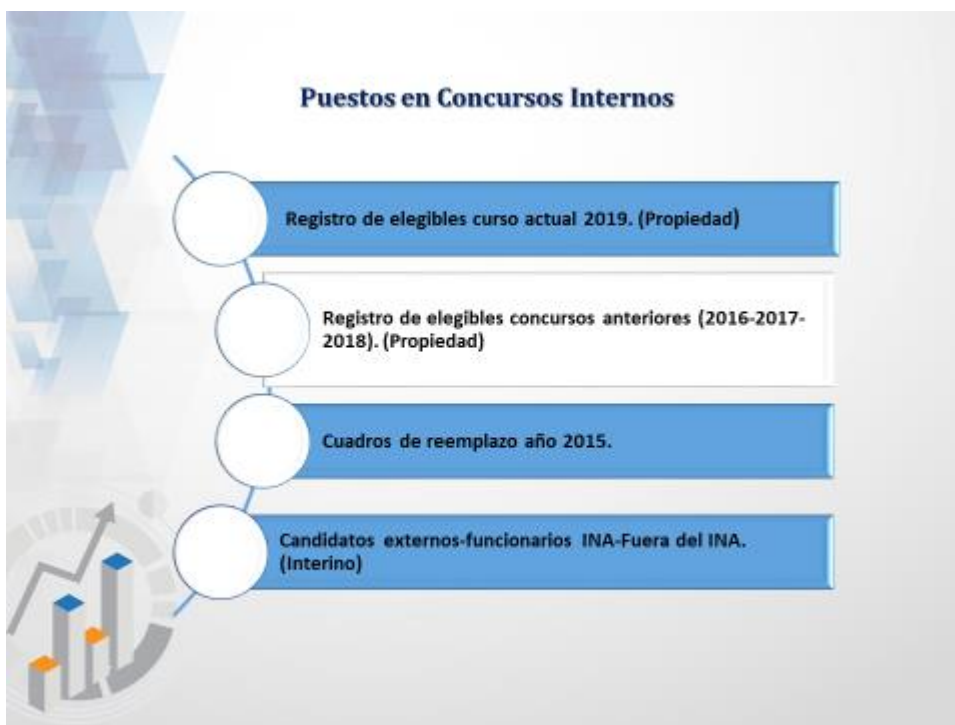 Puestos en Concursos Internos
Registro de elegibles curso actual 2019. (Propiedad)
Registro de elegibles concursos anteriores (2016-2017-
2018). (Propiedad)
Cuadros de reemplazo año 2015.
Candidatos externos-funcionarios INA-Fuera del INA.
(Interino)